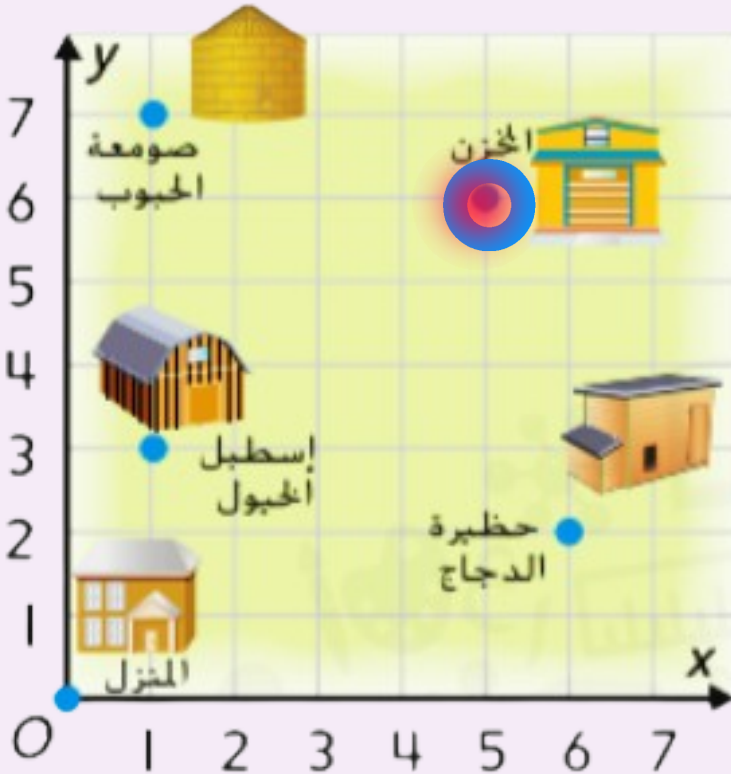 y
7
صومعة
الحبوب
المخزن
6
5
4
3
إسطبل
الخيول
2
حظيرة
الدجاج
1
المنزل
x
O
1 2 3 4 5 6 7